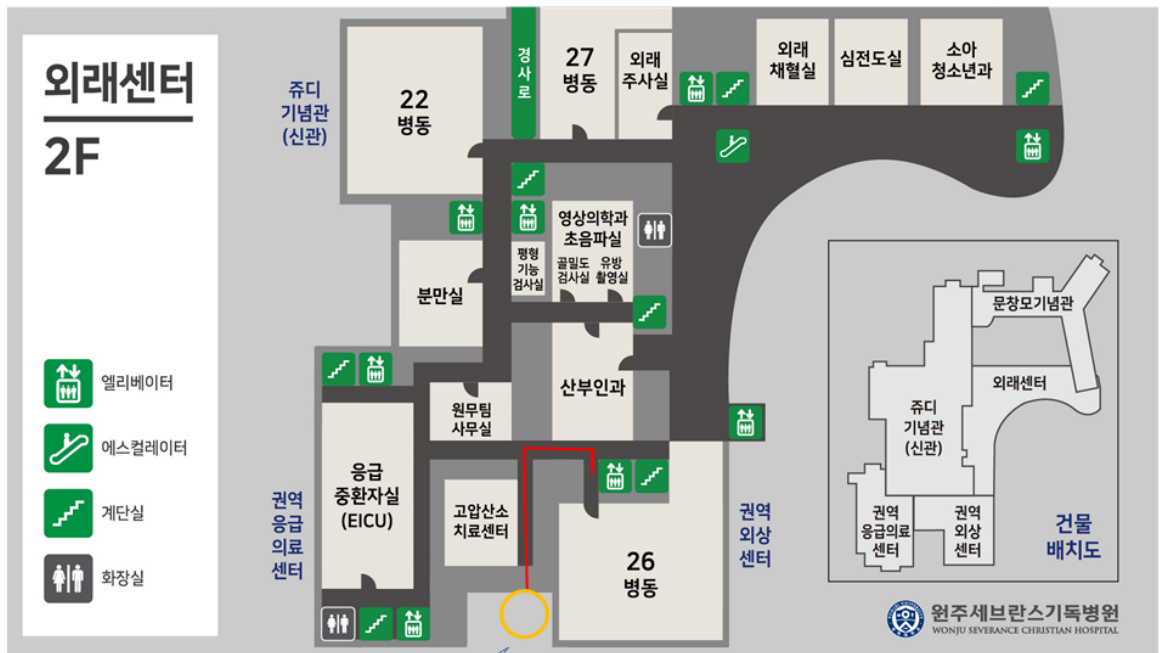 외래센터
2F
엘리베이터
에스컬레이터
계단실
화장실
쥬디
기념관
(신관)
22
병동
경사로
27
병동
외래
주사실
외래
채혈실
심전도실
소아
청소년과
영상의학과
초음파실
골밀도
검사실
유방
촬영실
평형
기능
검사실
분만실
산부인과
원무팀
사무실
응급
중환자실
(EICU)
고압산소
치료센터
26
병동
권역
응급
의료
센터
권역
외상
센터
문창모기념관
외래센터
쥬디
기념관
(신관)
권역
응급의료
센터
권역
외상
센터
건물
배치도
원주세브란스기독병원
WONJU SEVERANCE CHRISTIAN HOSPITAL